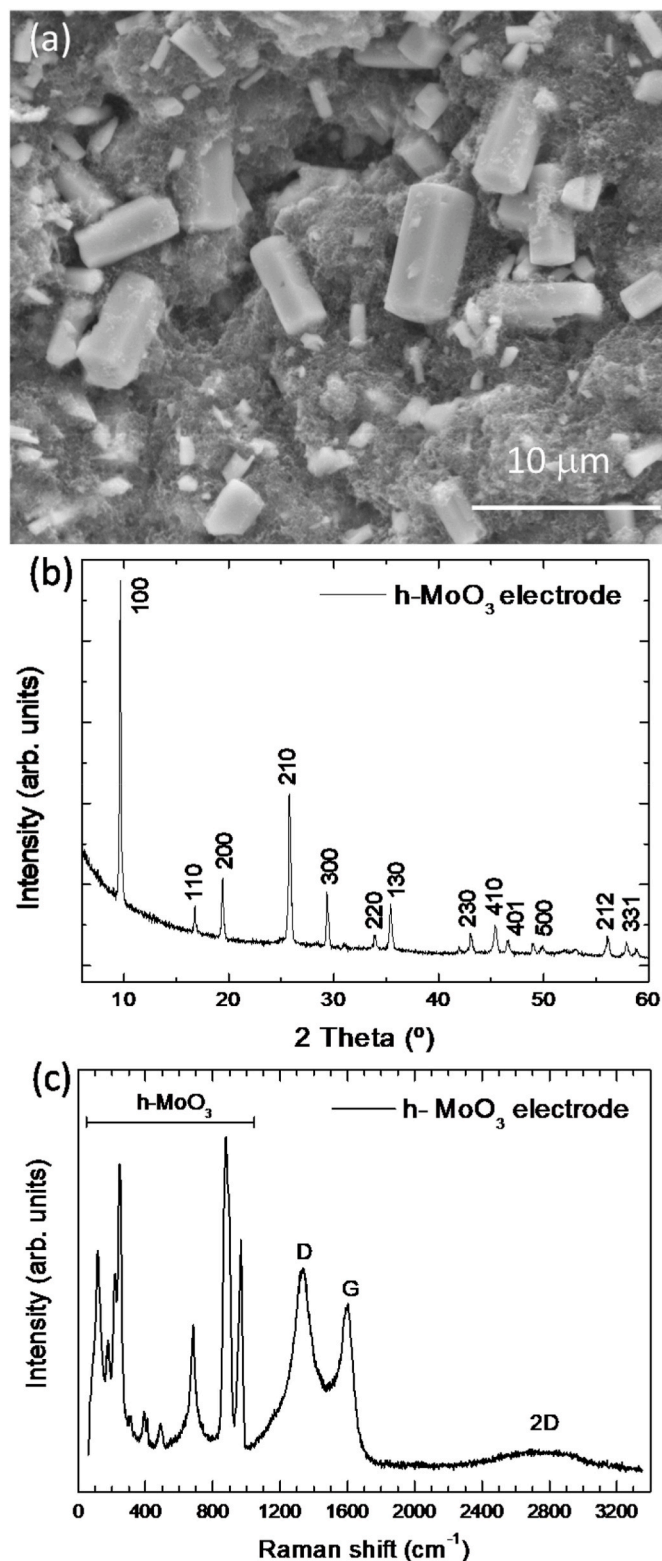 (a)
10 μm
(b)
h-MoO₃ electrode
100
110
200
210
300
220
130
230
410
401
500
212
331
Intensity (arb. units)
10 20 30 40 50 60
2 Theta (º)
(c)
h-MoO₃
h- MoO₃ electrode
D
G
2D
Intensity (arb. units)
0 400 800 1200 1600 2000 2400 2800 3200
Raman shift (cm⁻¹)